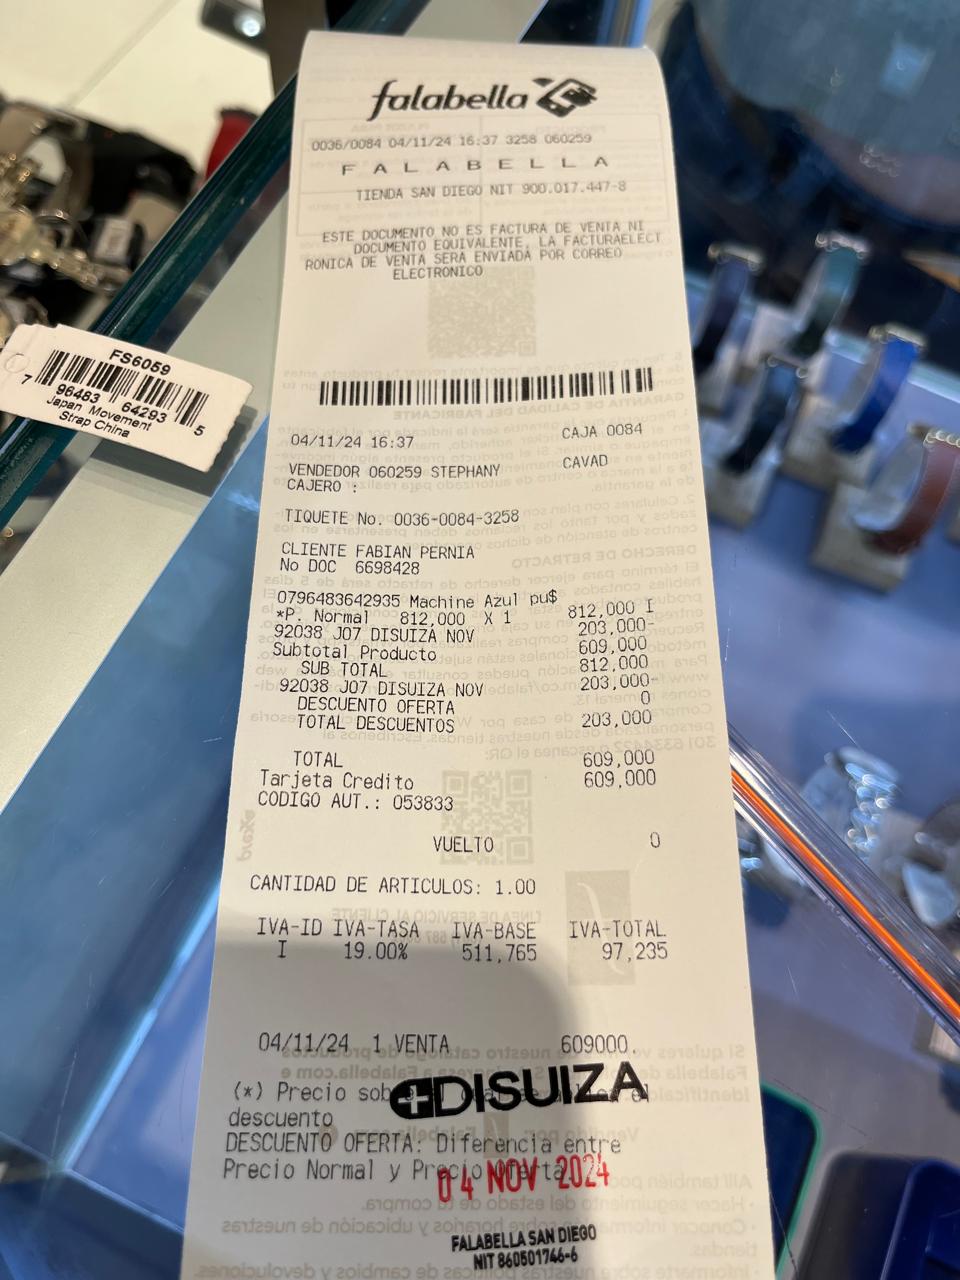 falabella
0036/0084 04/11/24 16:37 3258 060259
F A L A B E L L A
TIENDA SAN DIEGO NIT 900.017.447-8
ESTE DOCUMENTO NO ES FACTURA DE VENTA NI
DOCUMENTO EQUIVALENTE, LA FACTURAELECT
RONICA DE VENTA SERA ENVIADA POR CORREO
ELECTRONICO
FS6059
7 96483 64293 5
Japan Movement
Strap China
04/11/24 16:37 CAJA 0084
VENDEDOR 060259 STEPHANY CAVAD
CAJERO :
TIQUETE No. 0036-0084-3258
CLIENTE FABIAN PERNIA
No DOC 6698428
0796483642935 Machine Azul pu$
*P. Normal 812,000 X 1 812,000 I
92038 J07 DISUIZA NOV 203,000-
Subtotal Producto 609,000
SUB TOTAL 812,000
92038 J07 DISUIZA NOV 203,000-
DESCUENTO OFERTA 0
TOTAL DESCUENTOS 203,000
TOTAL 609,000
Tarjeta Credito 609,000
CODIGO AUT.: 053833
VUELTO 0
CANTIDAD DE ARTICULOS: 1.00
IVA-ID IVA-TASA IVA-BASE IVA-TOTAL
I 19.00% 511,765 97,235
04/11/24 1 VENTA 609000.
(*) Precio el
DISUIZA
descuento
DESCUENTO OFERTA: Diferencia entre
Precio Normal y Precio
04 NOV 2024
FALABELLA SAN DIEGO
NIT 860501746-6